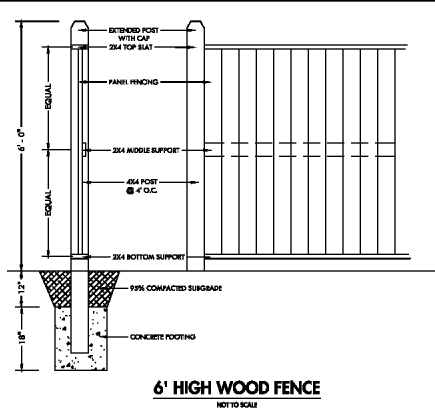 EXTENDED POST
WITH CAP
2X4 TOP SLAT
PANEL FENCING
EQUAL
6' - 0"
2X4 MIDDLE SUPPORT
4X4 POST
@ 4' O.C.
EQUAL
2X4 BOTTOM SUPPORT
12"
95% COMPACTED SUBGRADE
18"
CONCRETE FOOTING
6' HIGH WOOD FENCE
NOT TO SCALE